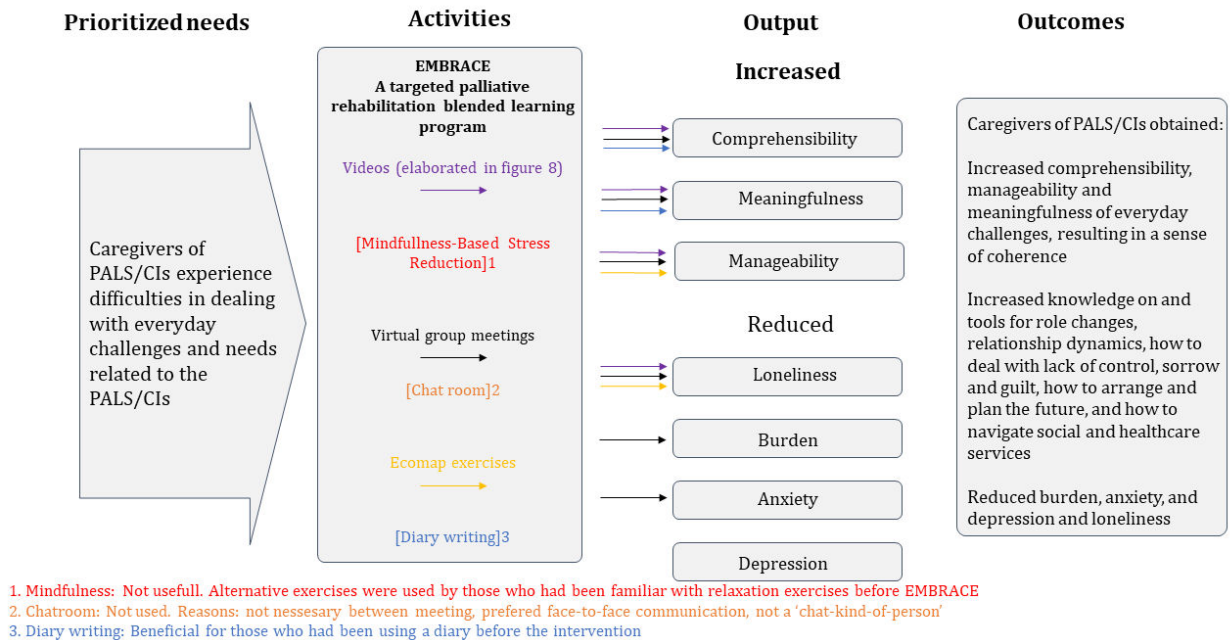 Prioritized needs
Activities
Output
Outcomes
Caregivers of
PALS/CIs experience
difficulties in dealing
with everyday
challenges and needs
related to the
PALS/CIs
EMBRACE
A targeted palliative
rehabilitation blended learning
program
Videos (elaborated in figure 8)
[Mindfullness-Based Stress
Reduction]1
Virtual group meetings
[Chat room]2
Ecomap exercises
[Diary writing]3
Increased
Comprehensibility
Meaningfulness
Manageability
Reduced
Loneliness
Burden
Anxiety
Depression
Caregivers of PALS/CIs obtained:
Increased comprehensibility,
manageability and
meaningfulness of everyday
challenges, resulting in a sense
of coherence
Increased knowledge on and
tools for role changes,
relationship dynamics, how to
deal with lack of control, sorrow
and guilt, how to arrange and
plan the future, and how to
navigate social and healthcare
services
Reduced burden, anxiety, and
depression and loneliness
1. Mindfulness: Not usefull. Alternative exercises were used by those who had been familiar with relaxation exercises before EMBRACE
2. Chatroom: Not used. Reasons: not nessesary between meeting, prefered face-to-face communication, not a 'chat-kind-of-person'
3. Diary writing: Beneficial for those who had been using a diary before the intervention